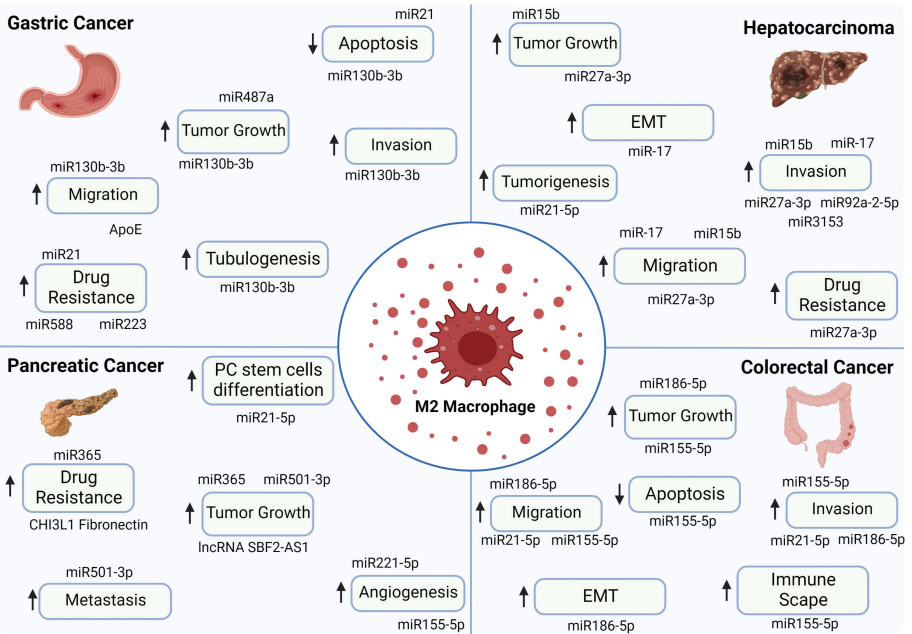 Gastric Cancer
miR21
Apoptosis
miR130b-3b
miR487a
Tumor Growth
miR130b-3b
Invasion
miR130b-3b
miR130b-3b
Migration
ApoE
miR21
Drug
Resistance
miR588 miR223
Tubulogenesis
miR130b-3b
Hepatocarcinoma
miR15b
Tumor Growth
miR27a-3p
EMT
miR-17
miR15b miR-17
Invasion
miR27a-3p miR92a-2-5p
miR3153
Tumorigenesis
miR21-5p
miR-17 miR15b
Migration
miR27a-3p
Drug
Resistance
miR27a-3p
M2 Macrophage
Pancreatic Cancer
PC stem cells
differentiation
miR21-5p
miR365
Drug
Resistance
CHI3L1 Fibronectin
miR365 miR501-3p
Tumor Growth
lncRNA SBF2-AS1
miR501-3p
Metastasis
miR221-5p
Angiogenesis
miR155-5p
Colorectal Cancer
miR186-5p
Tumor Growth
miR155-5p
miR186-5p
Migration
miR21-5p miR155-5p
Apoptosis
miR155-5p
miR155-5p
Invasion
miR21-5p miR186-5p
EMT
miR186-5p
Immune
Scape
miR155-5p